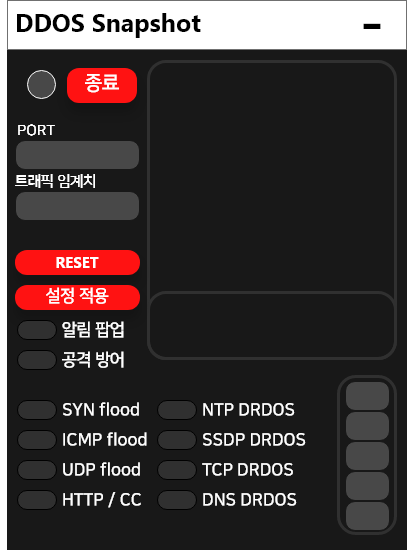 DDOS Snapshot
종료
PORT
트래픽 임계치
RESET
설정 적용
알림 팝업
공격 방어
SYN flood
NTP DRDOS
ICMP flood
SSDP DRDOS
UDP flood
TCP DRDOS
HTTP / CC
DNS DRDOS